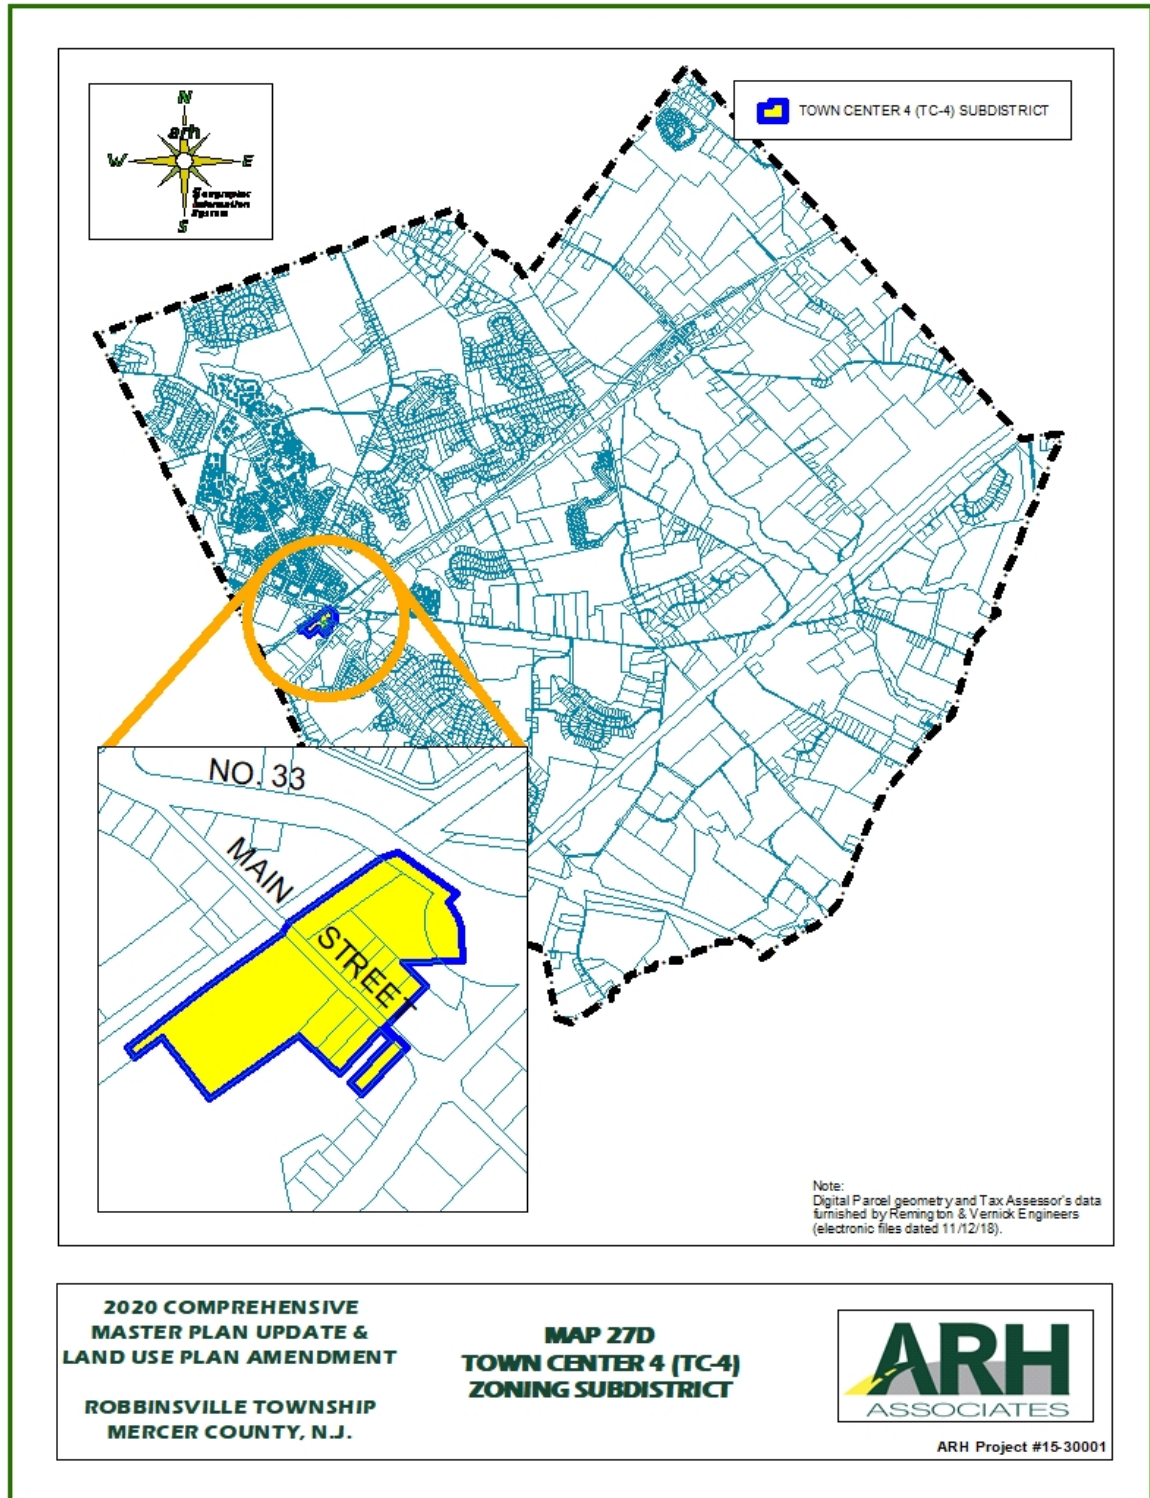 N
arh
W
E
Geographic
Information
System
S
TOWN CENTER 4 (TC-4) SUBDISTRICT
NO. 33
MAIN
STREET
Note:
Digital Parcel geometry and Tax Assessor's data
furnished by Remington & Vernick Engineers
(electronic files dated 11/12/18).
2020 COMPREHENSIVE
MASTER PLAN UPDATE &
LAND USE PLAN AMENDMENT
ROBBINSVILLE TOWNSHIP
MERCER COUNTY, N.J.
MAP 27D
TOWN CENTER 4 (TC-4)
ZONING SUBDISTRICT
ARH
ASSOCIATES
ARH Project #15-30001